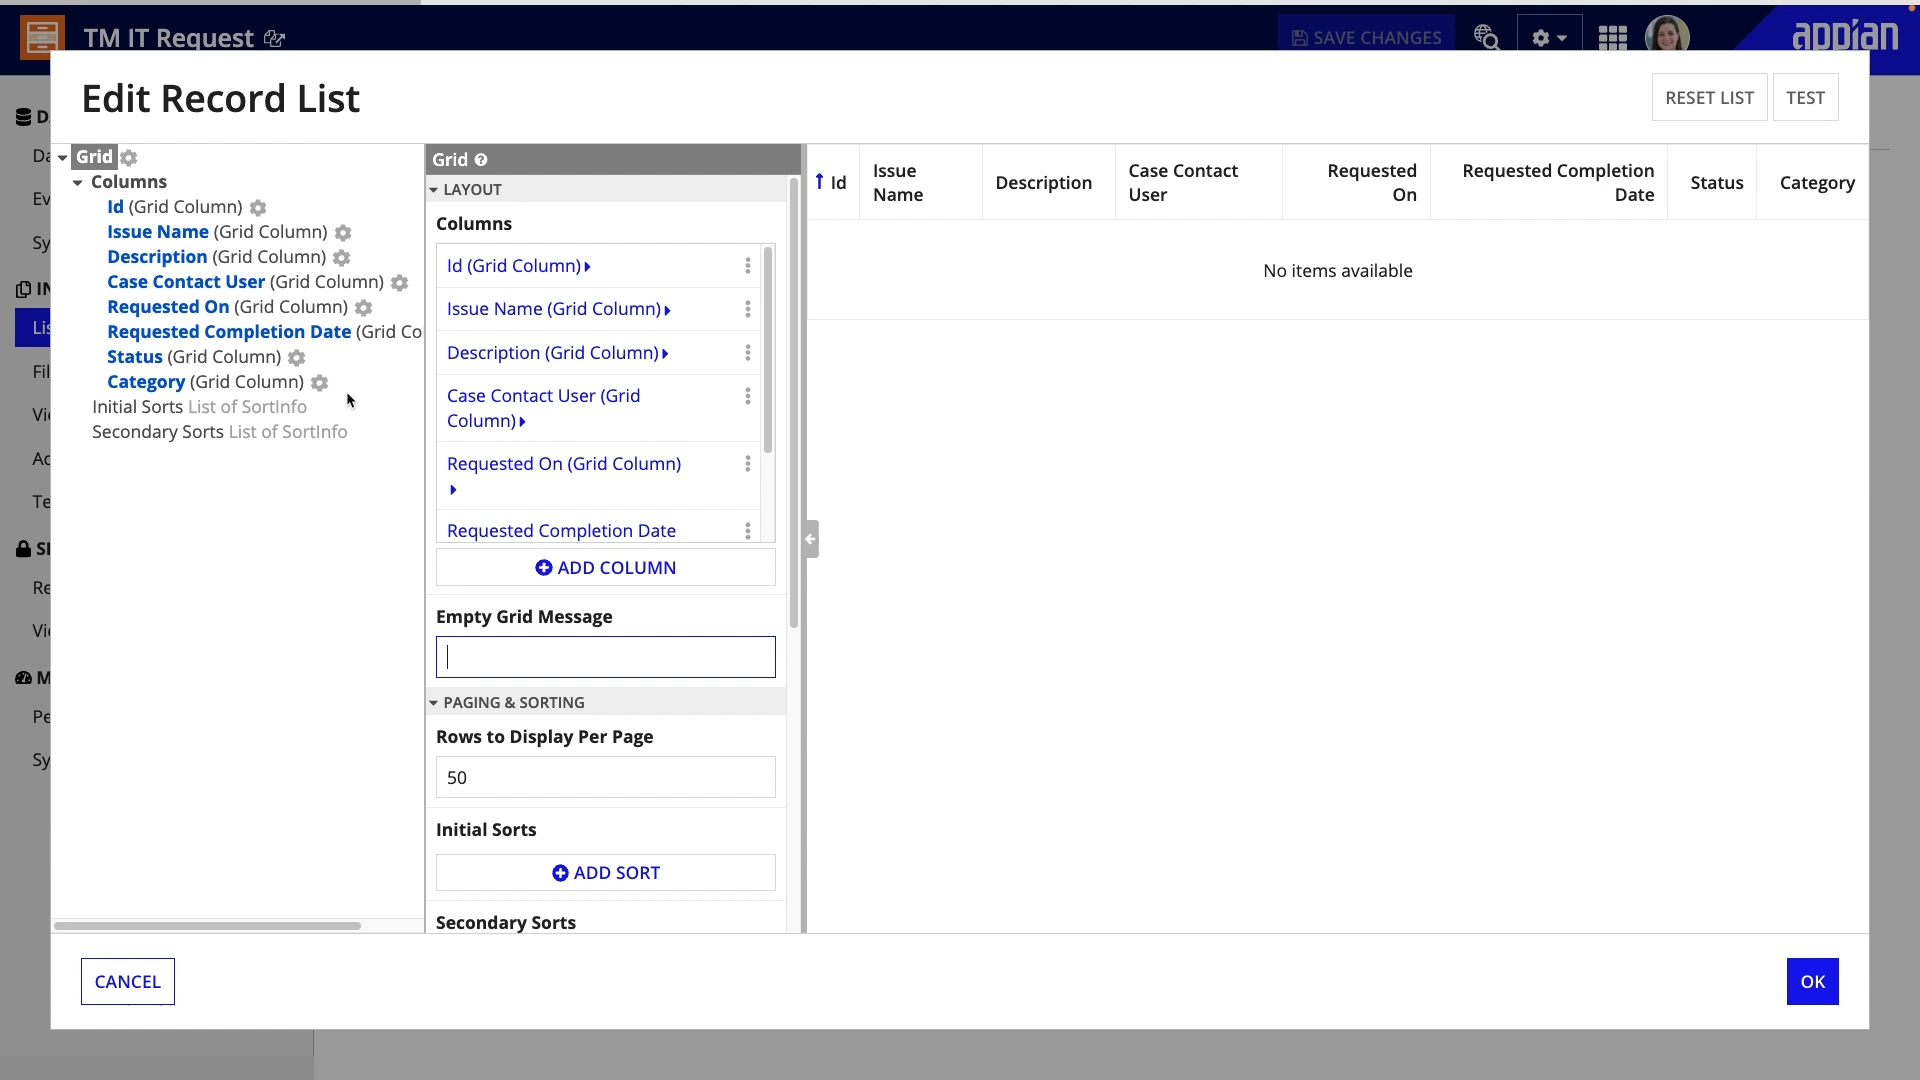 TM IT Request
SAVE CHANGES
appian
Edit Record List
RESET LIST
TEST
Grid
Columns
Id (Grid Column)
Issue Name (Grid Column)
Description (Grid Column)
Case Contact User (Grid Column)
Requested On (Grid Column)
Requested Completion Date (Grid Co
Status (Grid Column)
Category (Grid Column)
Initial Sorts List of SortInfo
Secondary Sorts List of SortInfo
Grid
LAYOUT
Columns
Id (Grid Column)
Issue Name (Grid Column)
Description (Grid Column)
Case Contact User (Grid
Column)
Requested On (Grid Column)
Requested Completion Date
ADD COLUMN
Empty Grid Message
PAGING & SORTING
Rows to Display Per Page
50
Initial Sorts
ADD SORT
Secondary Sorts
Id
Issue
Name
Description
Case Contact
User
Requested
On
Requested Completion
Date
Status
Category
No items available
CANCEL
OK